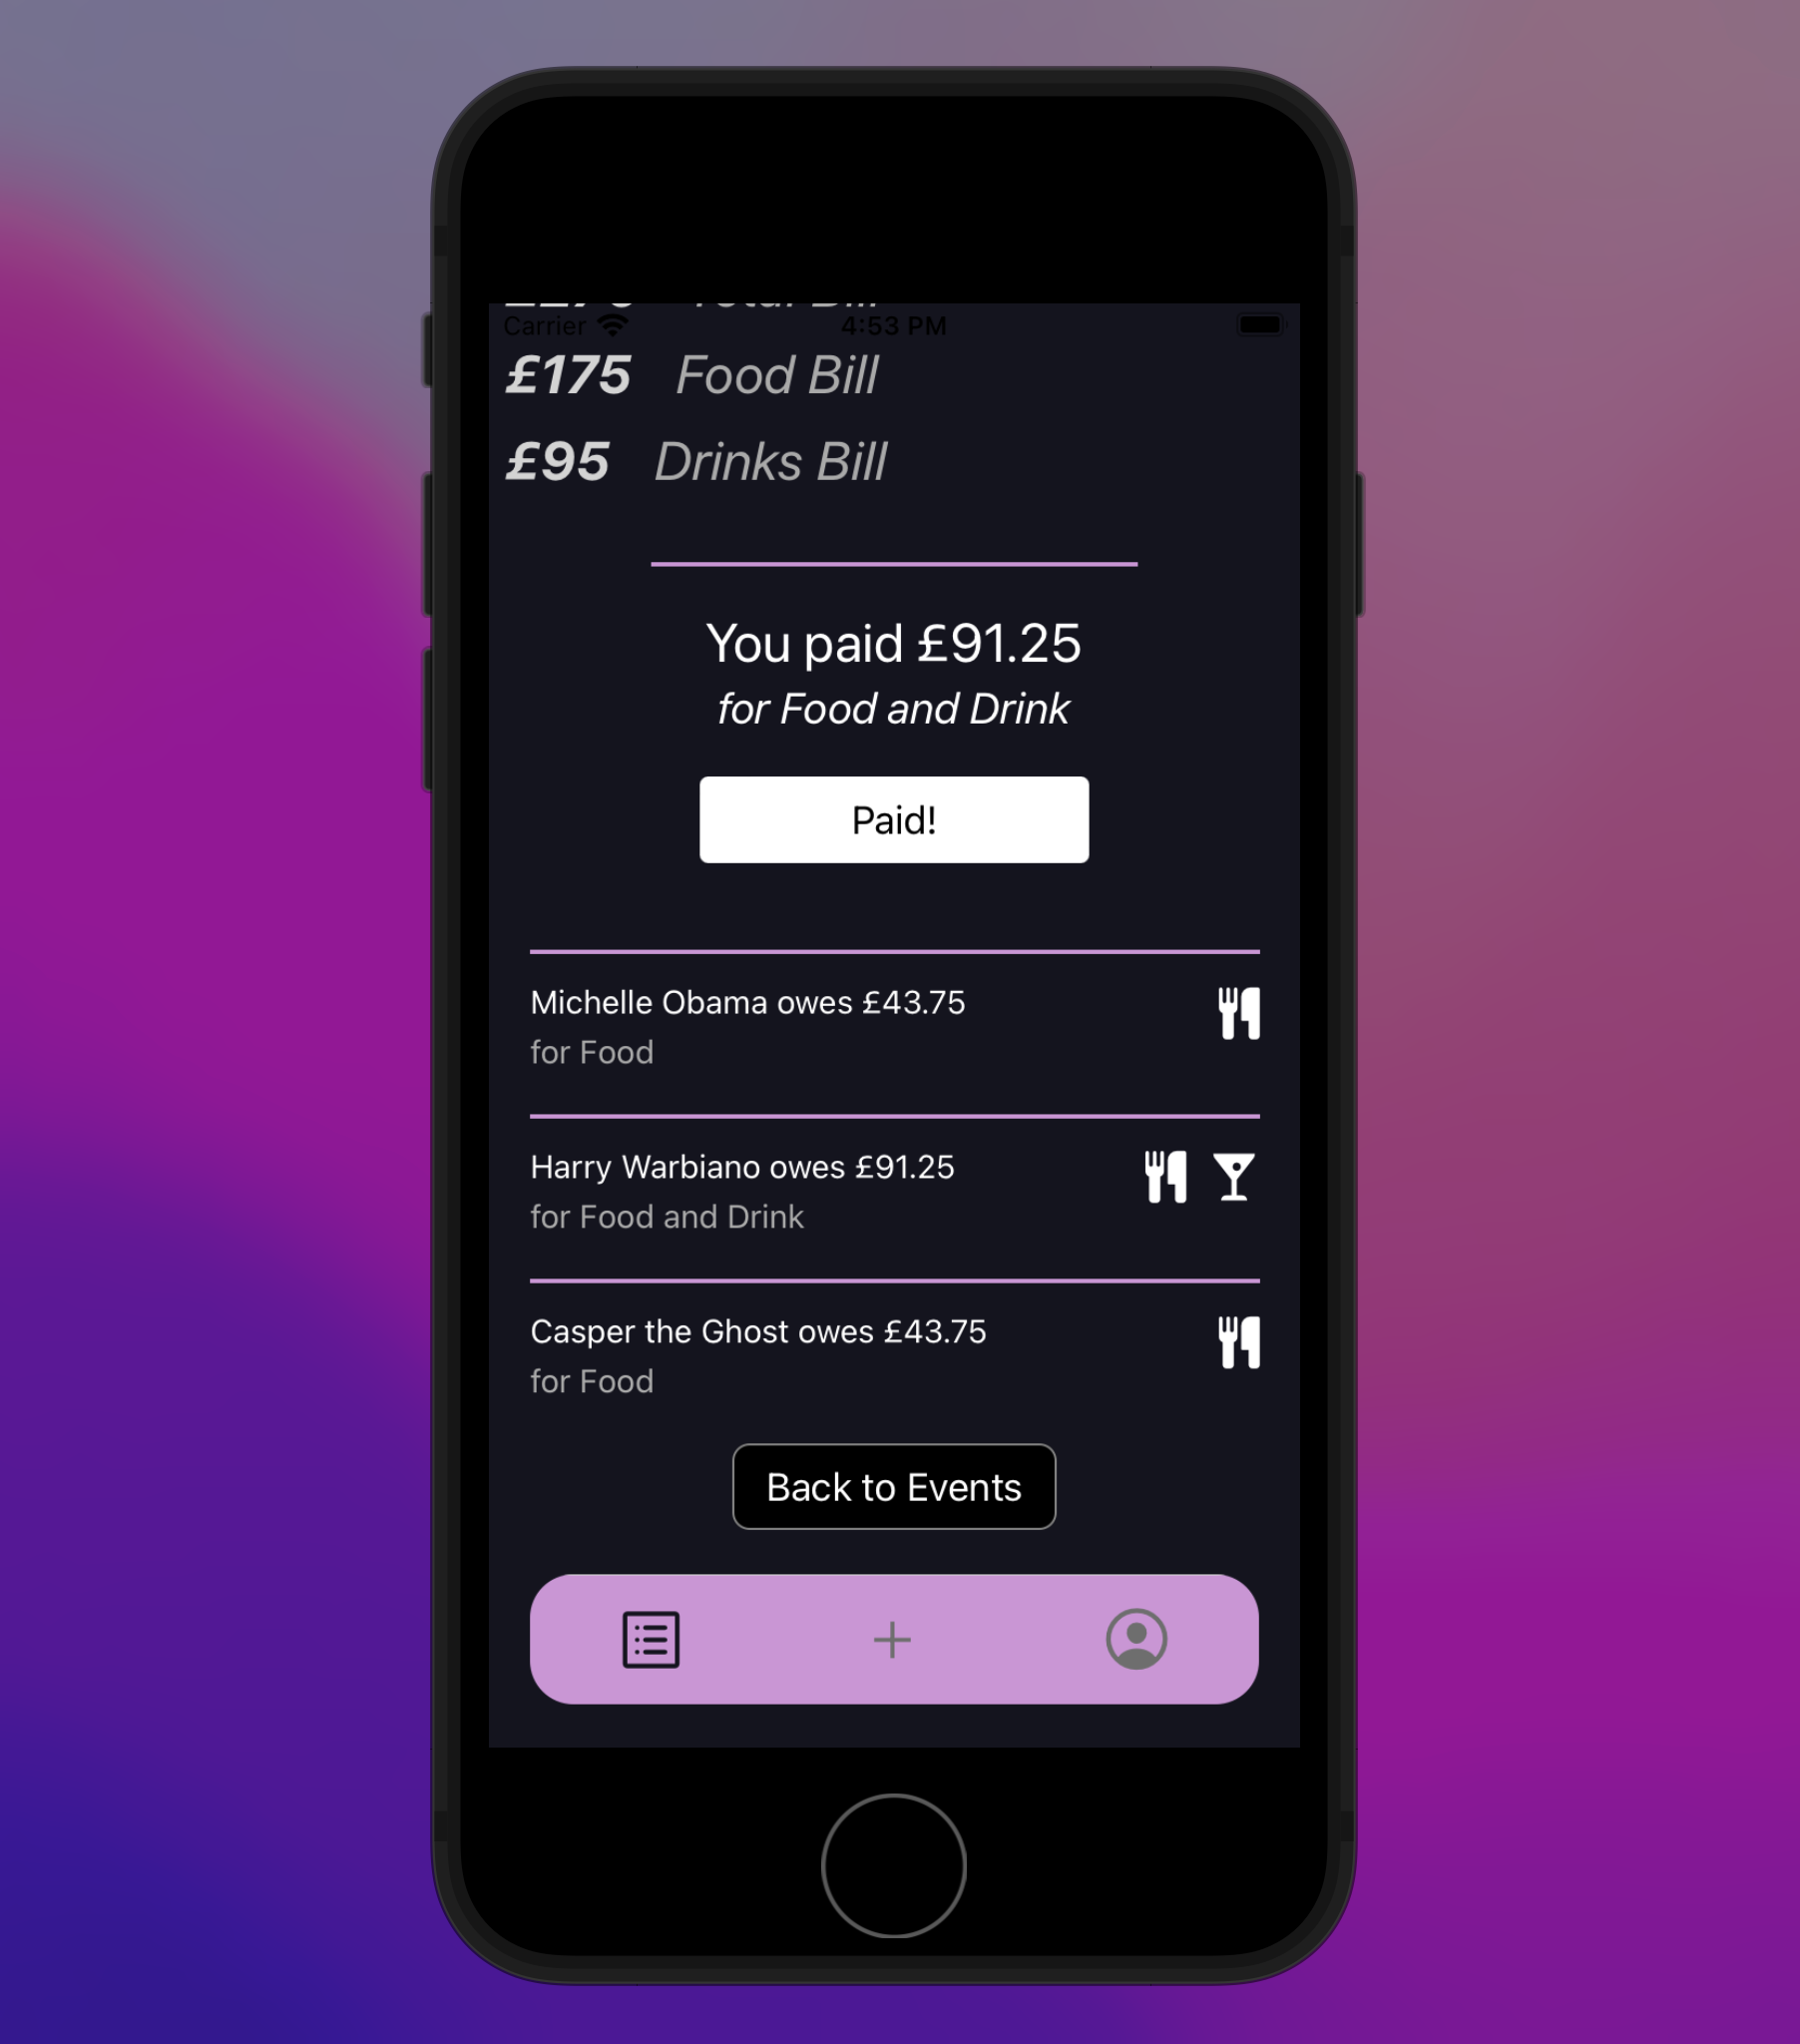 Carrier 4:53 PM
£175 Food Bill
£95 Drinks Bill
You paid £91.25
for Food and Drink
Paid!
Michelle Obama owes £43.75
for Food
Harry Warbiano owes £91.25
for Food and Drink
Casper the Ghost owes £43.75
for Food
Back to Events